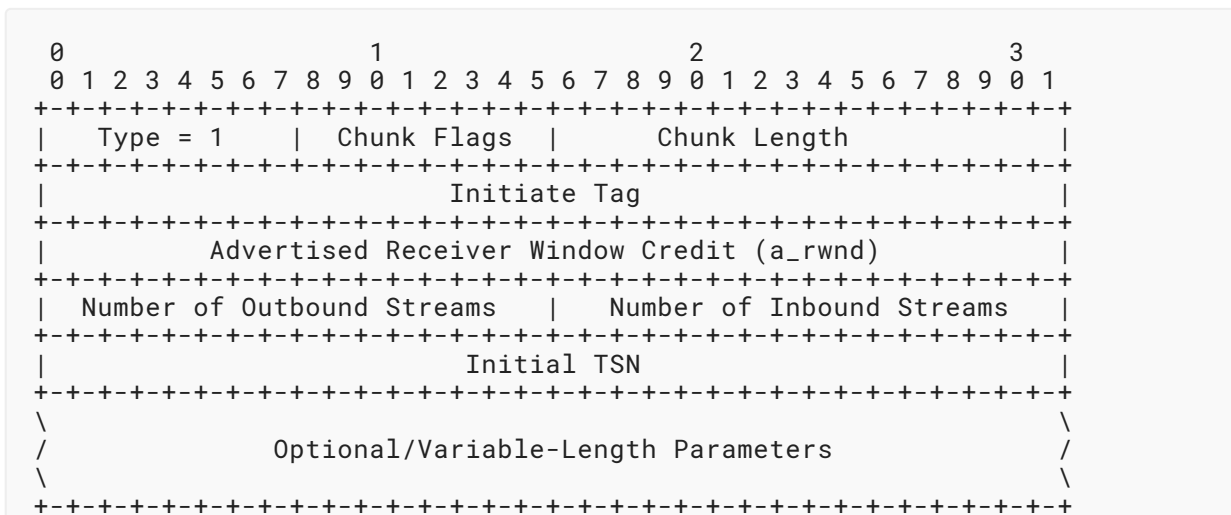 0                   1                   2                   3
 0 1 2 3 4 5 6 7 8 9 0 1 2 3 4 5 6 7 8 9 0 1 2 3 4 5 6 7 8 9 0 1
+-+-+-+-+-+-+-+-+-+-+-+-+-+-+-+-+-+-+-+-+-+-+-+-+-+-+-+-+-+-+-+-+
|   Type = 1    |  Chunk Flags  |      Chunk Length             |
+-+-+-+-+-+-+-+-+-+-+-+-+-+-+-+-+-+-+-+-+-+-+-+-+-+-+-+-+-+-+-+-+
|                         Initiate Tag                          |
+-+-+-+-+-+-+-+-+-+-+-+-+-+-+-+-+-+-+-+-+-+-+-+-+-+-+-+-+-+-+-+-+
|          Advertised Receiver Window Credit (a_rwnd)           |
+-+-+-+-+-+-+-+-+-+-+-+-+-+-+-+-+-+-+-+-+-+-+-+-+-+-+-+-+-+-+-+-+
|  Number of Outbound Streams   |   Number of Inbound Streams   |
+-+-+-+-+-+-+-+-+-+-+-+-+-+-+-+-+-+-+-+-+-+-+-+-+-+-+-+-+-+-+-+-+
|                          Initial TSN                          |
+-+-+-+-+-+-+-+-+-+-+-+-+-+-+-+-+-+-+-+-+-+-+-+-+-+-+-+-+-+-+-+-+
\                                                               \
/              Optional/Variable-Length Parameters              /
\                                                               \
+-+-+-+-+-+-+-+-+-+-+-+-+-+-+-+-+-+-+-+-+-+-+-+-+-+-+-+-+-+-+-+-+